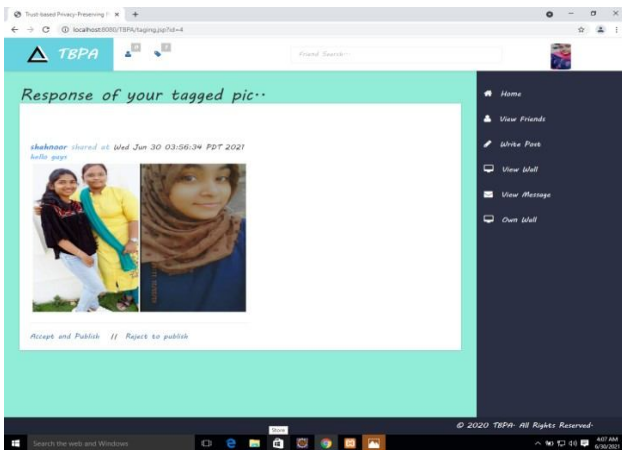 Trust-based Privacy-Preserving P
localhost:8080/TBPA/taging.jsp?id=4
TBPA
Friend Search..
Response of your tagged pic..
shahnoor shared at Wed Jun 30 03:56:34 PDT 2021
hello guys
Accept and Publish // Reject to publish
Home
View Friends
Write Post
View Wall
View Message
Own Wall
© 2020 TBPA. All Rights Reserved.
Store
Search the web and Windows
4:07 AM
6/30/2021